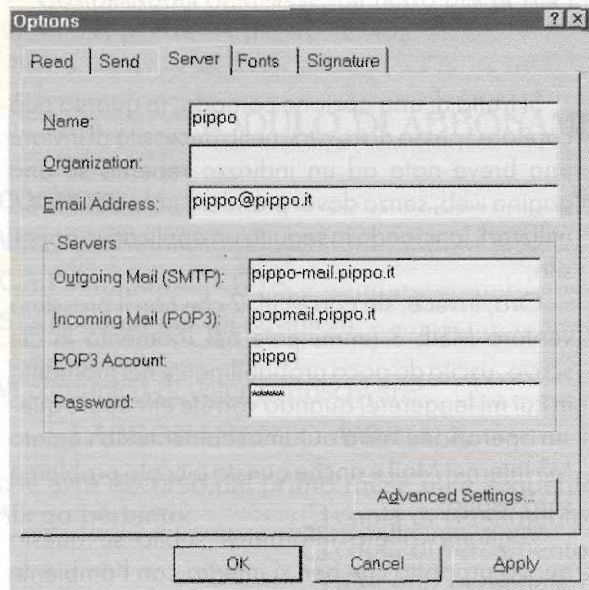 Options
Read Send Server Fonts Signature
Name: pippo
Organization:
Email Address: pippo@pippo.it
Servers
Outgoing Mail (SMTP): pippo-mail.pippo.it
Incoming Mail (POP3): popmail.pippo.it
POP3 Account: pippo
Password: *****
Advanced Settings...
OK Cancel Apply